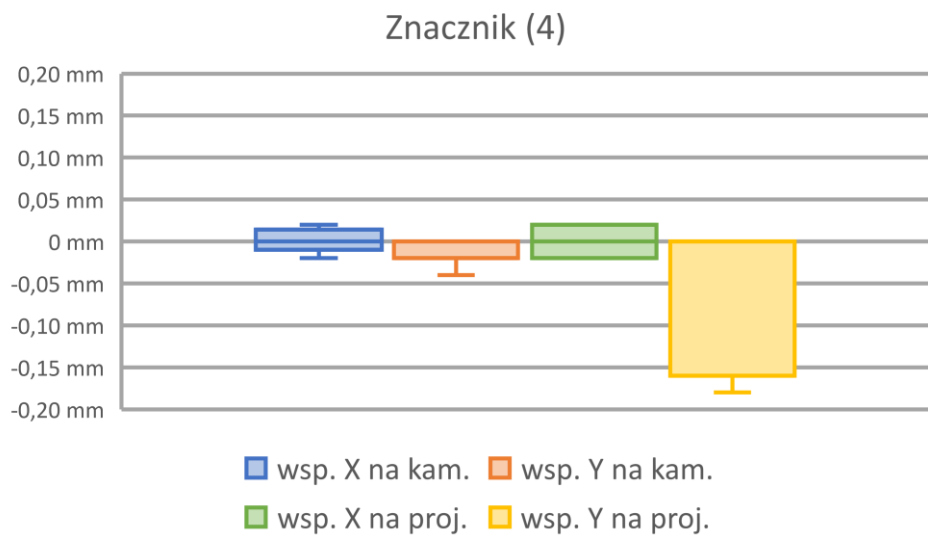 Znacznik (4)
0,20 mm
0,15 mm
0,10 mm
0,05 mm
0 mm
-0,05 mm
-0,10 mm
-0,15 mm
-0,20 mm
wsp. X na kam. wsp. Y na kam.
wsp. X na proj. wsp. Y na proj.